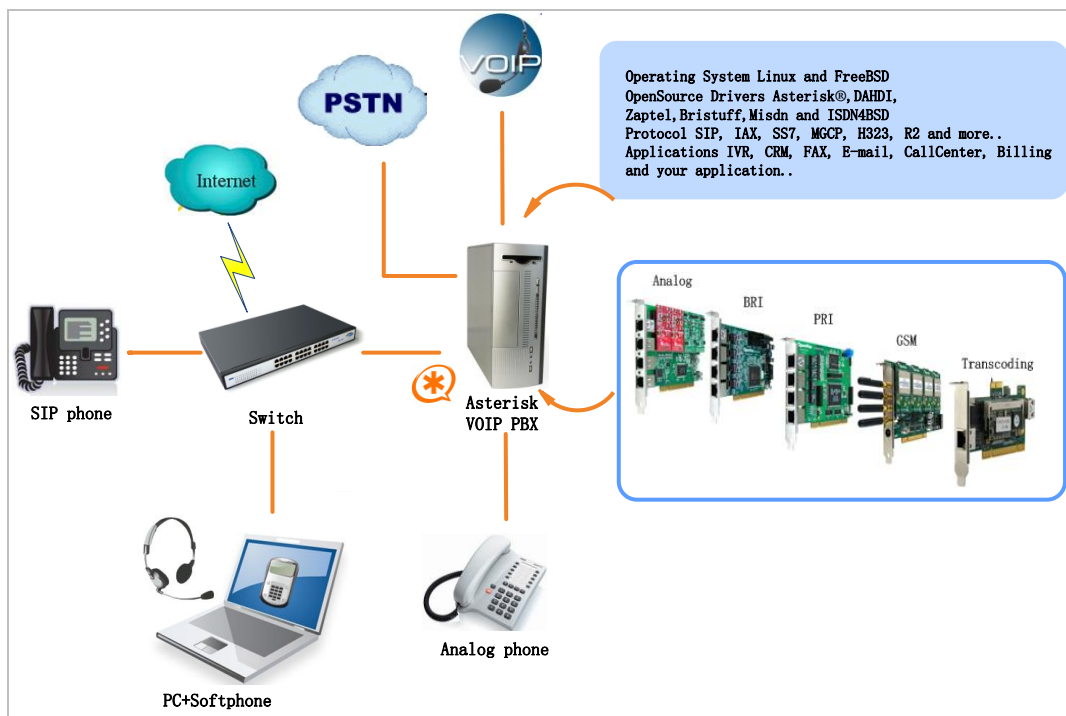 VOIP
PSTN
Operating System Linux and FreeBSD
OpenSource Drivers Asterisk®,DAHDI,
Zaptel,Bristuff,Misdn and ISDN4BSD
Protocol SIP, IAX, SS7, MGCP, H323, R2 and more..
Applications IVR, CRM, FAX, E-mail, CallCenter, Billing
and your application..
Internet
Analog
BRI
PRI
GSM
Transcoding
SIP phone
Switch
Asterisk
VOIP PBX
Analog phone
PC+Softphone